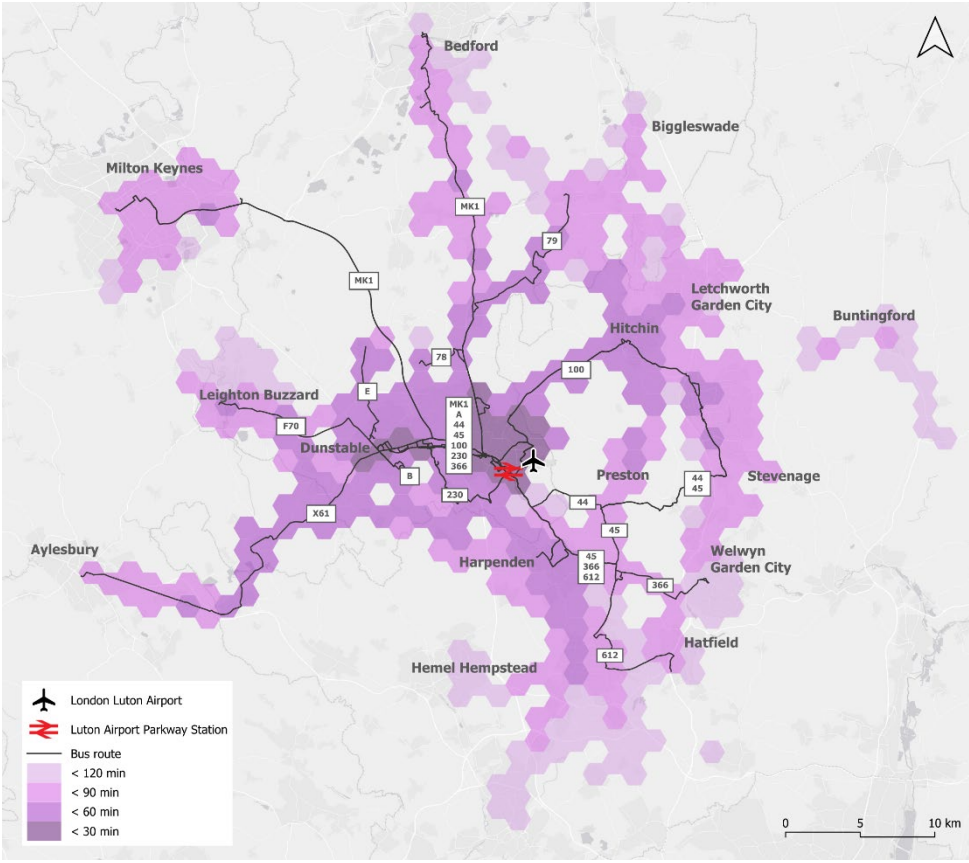 Bedford
Biggleswade
Milton Keynes
MK1
79
MK1
Letchworth
Garden City
Buntingford
Hitchin
78
100
E
Leighton Buzzard
MK1
A
44
45
100
230
366
F70
Dunstable
B
230
Preston
44
45
Stevenage
44
X61
45
Aylesbury
Harpenden
45
366
612
Welwyn
Garden City
366
Hatfield
612
Hemel Hempstead
London Luton Airport
Luton Airport Parkway Station
Bus route
< 120 min
< 90 min
< 60 min
< 30 min
0 5 10 km